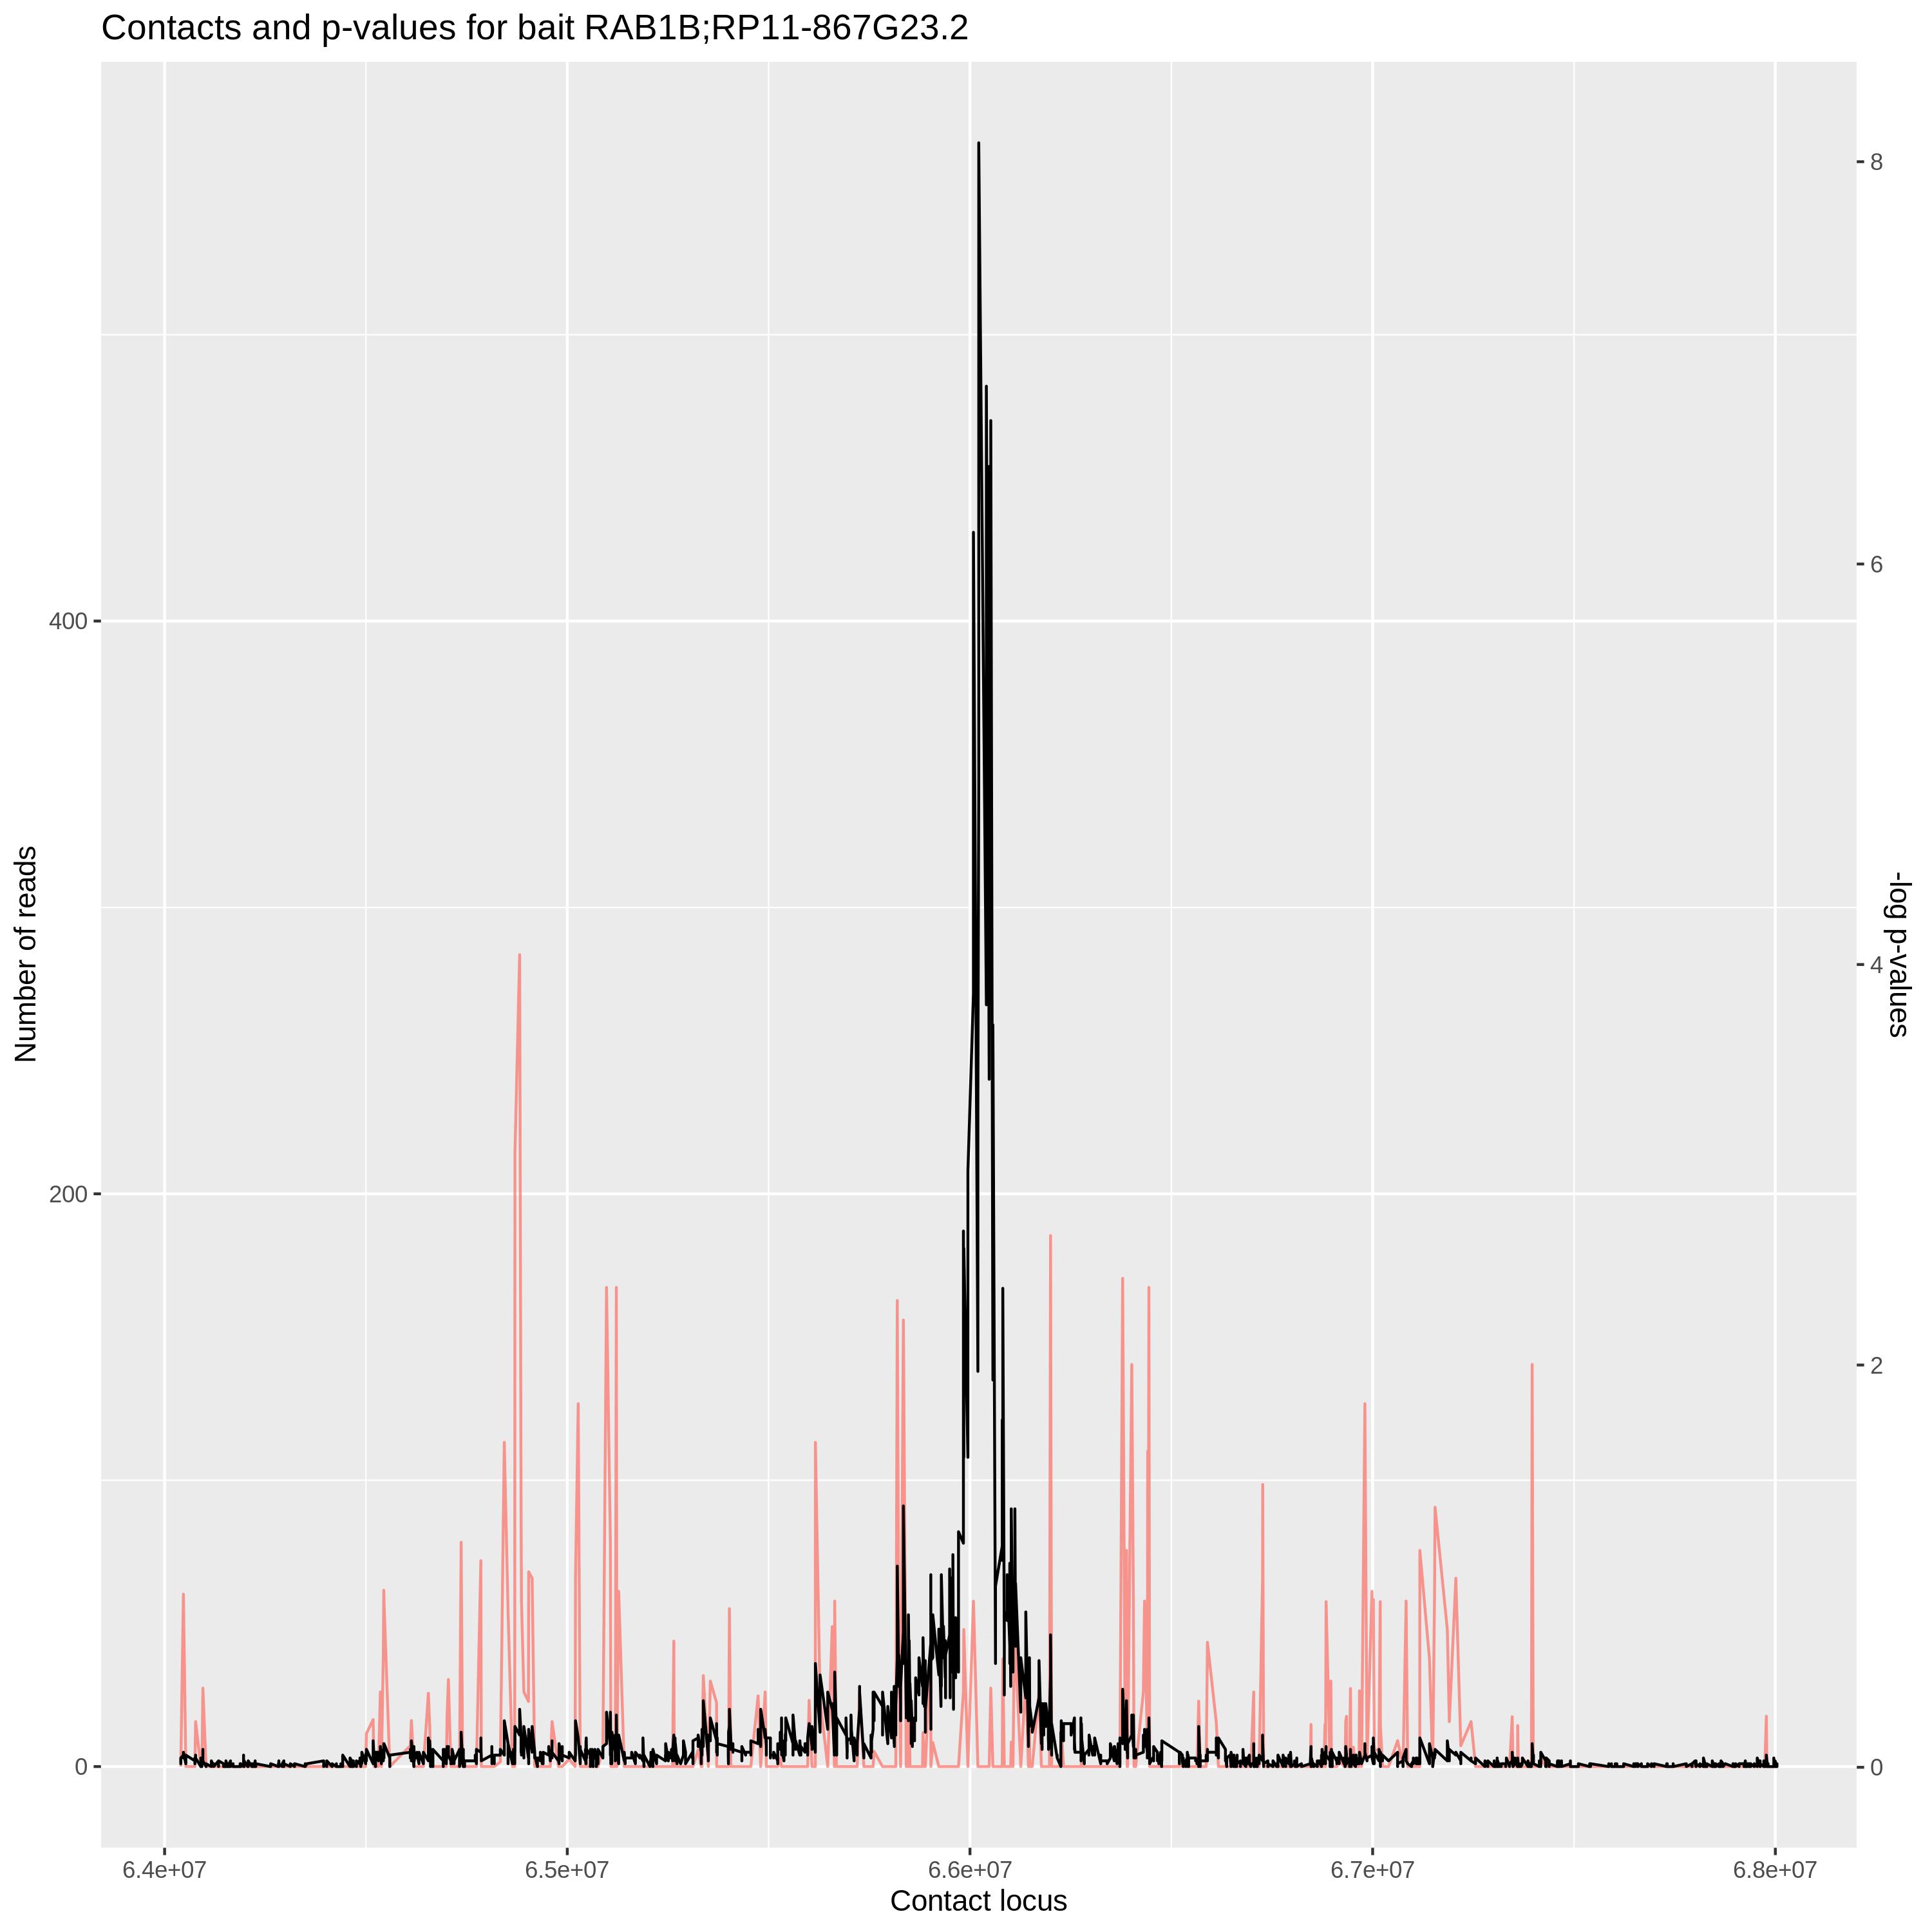 Contacts and p-values for bait RAB1B;RP11-867G23.2
8
6
400
Number of reads
-log p-values
4
200
2
0
0
6.4e+07
6.5e+07
6.6e+07
6.7e+07
6.8e+07
Contact locus